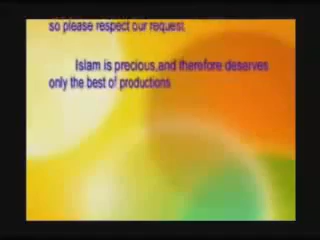 so please respect our request
Islam is precious,and therefore deserves
only the best of productions